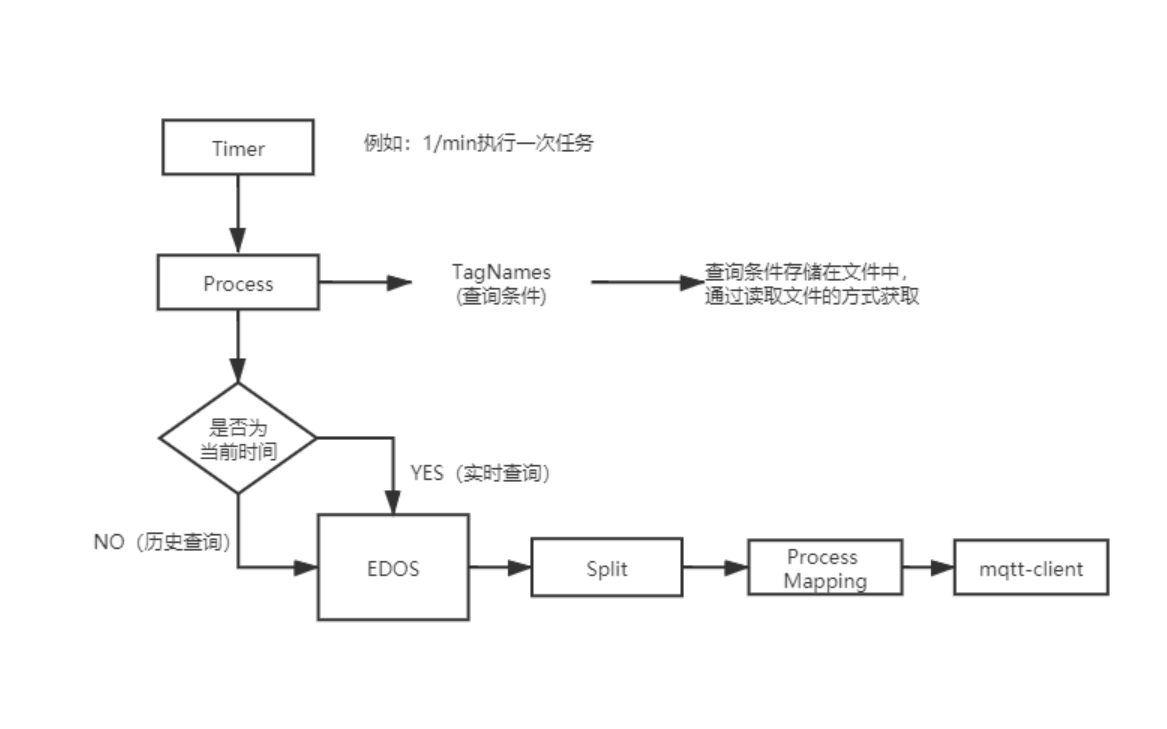 Timer
例如：1/min执行一次任务
Process
TagNames
(查询条件)
查询条件存储在文件中，
通过读取文件的方式获取
是否为
当前时间
YES（实时查询）
NO（历史查询）
EDOS
Split
Process
Mapping
mqtt-client